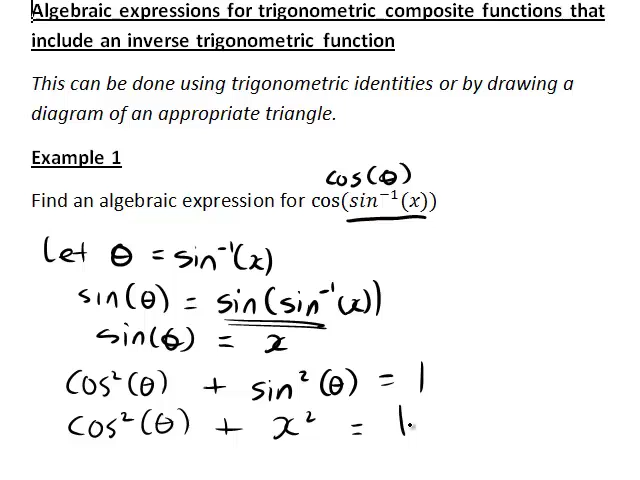 Algebraic expressions for trigonometric composite functions that
include an inverse trigonometric function
This can be done using trigonometric identities or by drawing a
diagram of an appropriate triangle.
Example 1
cos(θ)
Find an algebraic expression for cos(sin⁻¹(x))
Let θ = sin⁻¹(x)
sin(θ) = sin(sin⁻¹(x))
sin(θ) = x
cos²(θ) + sin²(θ) = 1
cos²(θ) + x² = 1